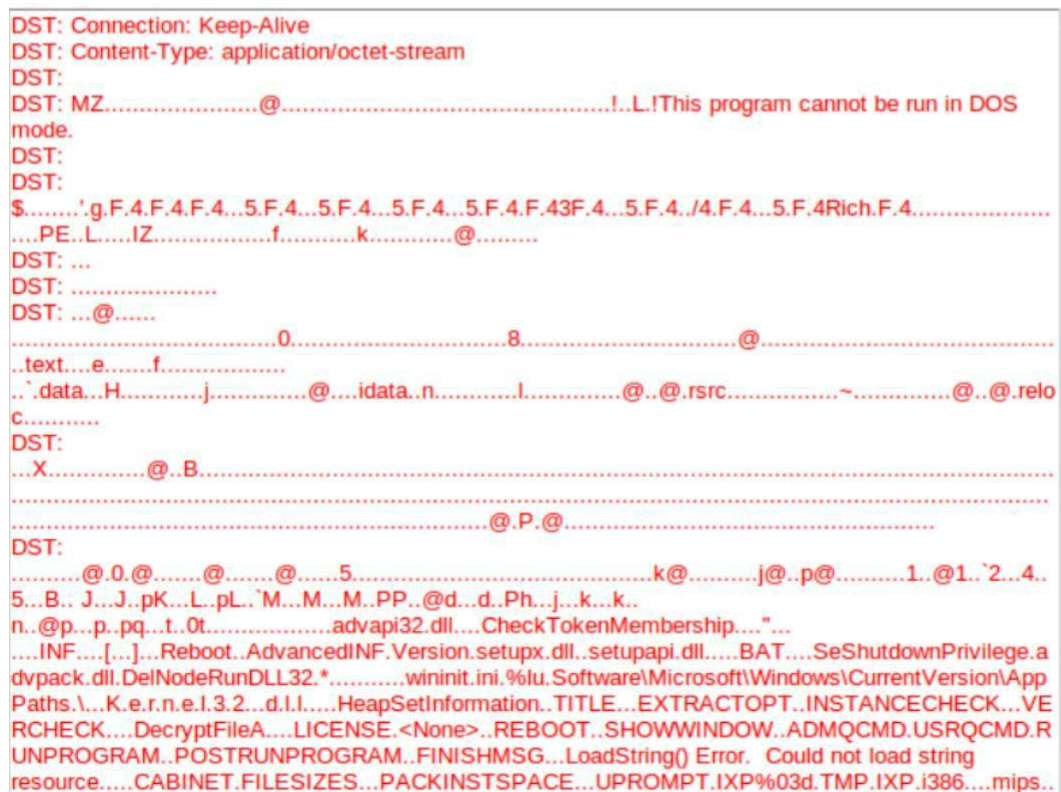 DST: Connection: Keep-Alive
DST: Content-Type: application/octet-stream
DST:
DST: MZ......................@...............................................!..L.!This program cannot be run in DOS
mode.
DST:
DST:
$........'.g.F.4.F.4.F.4...5.F.4...5.F.4...5.F.4...5.F.4.F.43F.4...5.F.4../4.F.4...5.F.4Rich.F.4....................
....PE..L.....IZ.................f...........k............@.........
DST: ...
DST: .....................
DST: ...@......
......................................0...............................8...............................@..........................................
..text....e.......f..................
..`.data...H............j..............@....idata..n............l..............@..@.rsrc................~..............@..@.relo
c...........
DST:
...X..............@..B..........................................................................................................................
....................................................................................................................................................
....................................................................@.P.@.....................................................
DST:
..........@.0.@.......@.......@......5...........................................k@..........j@..p@..........1..@1..`2...4..
5...B.. J...J..pK...L..pL..`M...M...M..PP..@d...d..Ph...j...k...k..
n..@p...p..pq...t..0t..................advapi32.dll....CheckTokenMembership...."...
....INF....[...]...Reboot..AdvancedINF.Version.setupx.dll..setupapi.dll.....BAT....SeShutdownPrivilege.a
dvpack.dll.DelNodeRunDLL32.*...........wininit.ini.%lu.Software\Microsoft\Windows\CurrentVersion\App
Paths.\...K.e.r.n.e.l.3.2...d.l.l.....HeapSetInformation..TITLE...EXTRACTOPT..INSTANCECHECK...VE
RCHECK....DecryptFileA....LICENSE.<None>..REBOOT..SHOWWINDOW..ADMQCMD.USRQCMD.R
UNPROGRAM..POSTRUNPROGRAM..FINISHMSG...LoadString() Error.  Could not load string
resource.....CABINET.FILESIZES...PACKINSTSPACE...UPROMPT.IXP%03d.TMP.IXP.i386....mips..